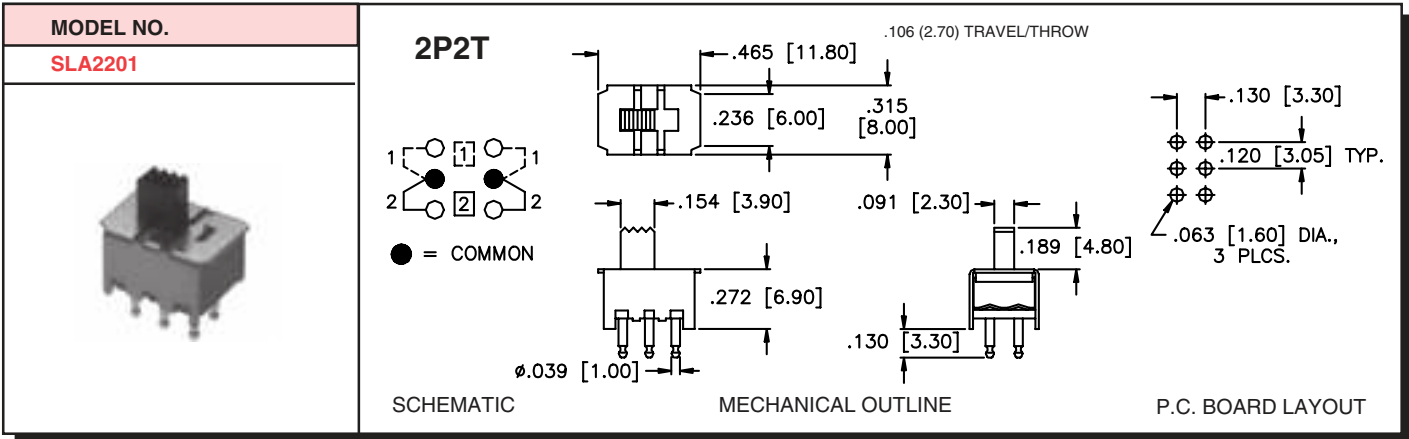 MODEL NO.
SLA2201
2P2T
.106 (2.70) TRAVEL/THROW
.465 [11.80]
.236 [6.00]
.315
[8.00]
.130 [3.30]
.120 [3.05] TYP.
.063 [1.60] DIA.,
3 PLCS.
1
1
1
2
2
2
● = COMMON
.154 [3.90]
.091 [2.30]
.189 [4.80]
.272 [6.90]
.130 [3.30]
ø.039 [1.00]
SCHEMATIC
MECHANICAL OUTLINE
P.C. BOARD LAYOUT